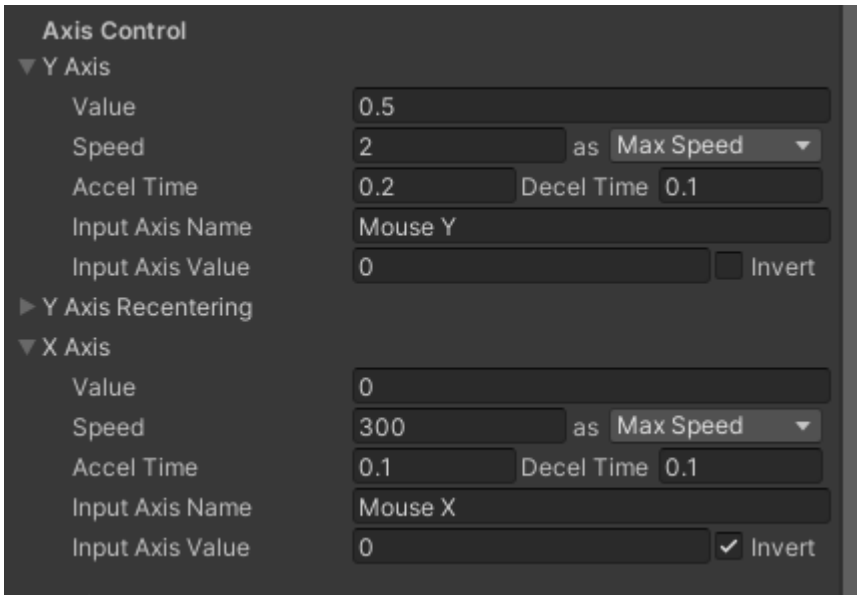 Axis Control
Y Axis
Value 0.5
Speed 2 as Max Speed
Accel Time 0.2 Decel Time 0.1
Input Axis Name Mouse Y
Input Axis Value 0 Invert
Y Axis Recentering
X Axis
Value 0
Speed 300 as Max Speed
Accel Time 0.1 Decel Time 0.1
Input Axis Name Mouse X
Input Axis Value 0 Invert